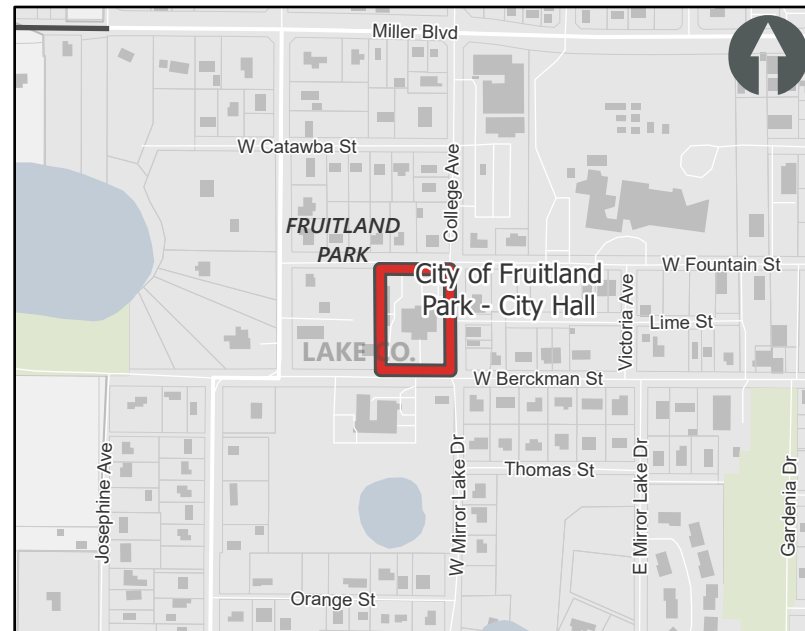 Miller Blvd
W Catawba St
College Ave
FRUITLAND
PARK
City of Fruitland
Park - City Hall
W Fountain St
Victoria Ave
Lime St
LAKE CO.
W Berckman St
Josephine Ave
W Mirror Lake Dr
Thomas St
E Mirror Lake Dr
Gardenia Dr
Orange St